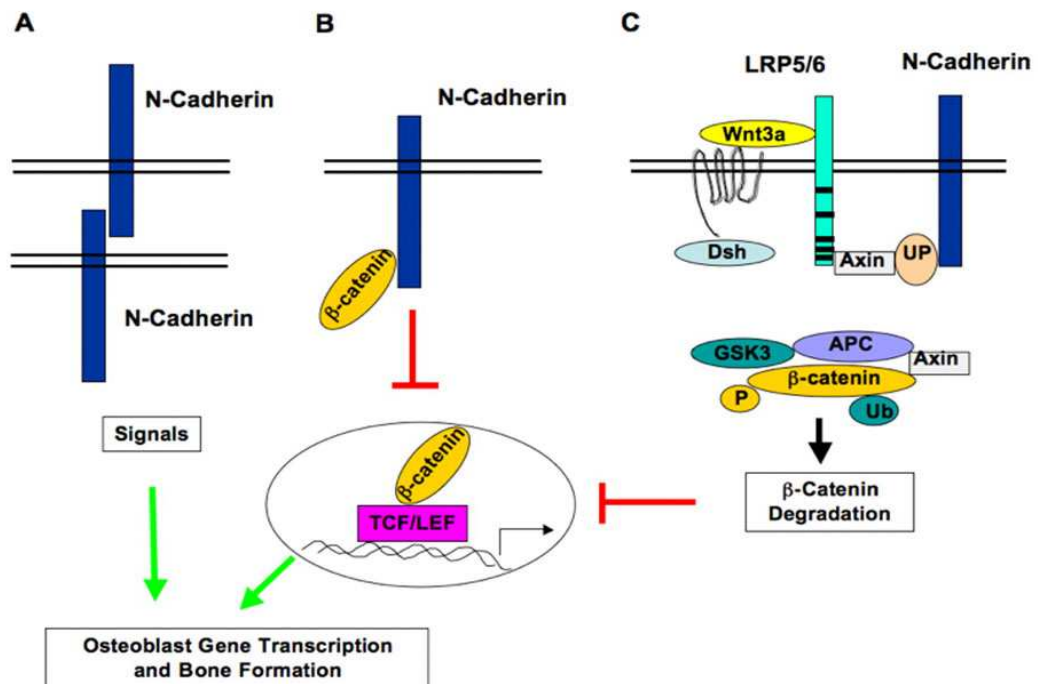 A
N-Cadherin
N-Cadherin
Signals
B
N-Cadherin
β-catenin
β-catenin
TCF/LEF
C
LRP5/6
N-Cadherin
Wnt3a
Dsh
Axin
UP
GSK3
APC
Axin
β-catenin
P
Ub
β-Catenin
Degradation
Osteoblast Gene Transcription
and Bone Formation